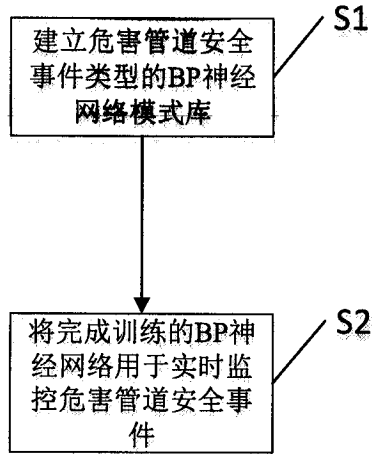 S1
建立危害管道安全
事件类型的BP神经
网络模式库
S2
将完成训练的BP神
经网络用于实时监
控危害管道安全事
件